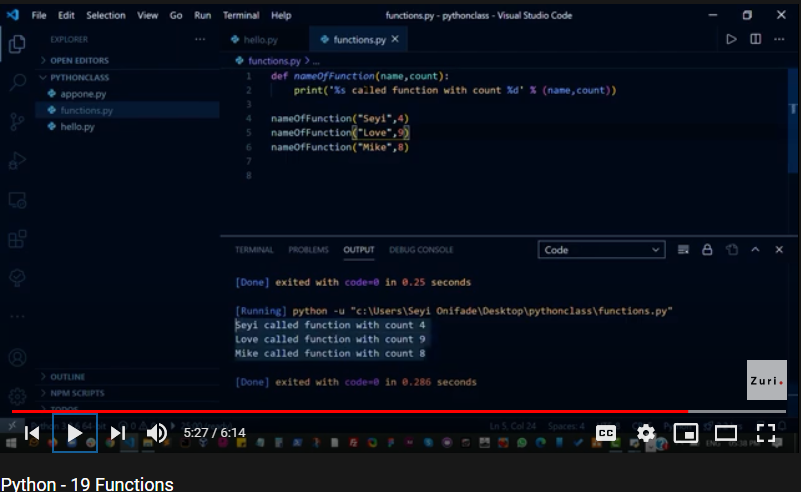 File Edit Selection View Go Run Terminal Help functions.py - pythonclass - Visual Studio Code
EXPLORER
hello.py
functions.py
OPEN EDITORS
functions.py > ...
PYTHONCLASS
appone.py
functions.py
hello.py
1 def nameOfFunction(name,count):
2 print('%s called function with count %d' % (name,count))
3
4 nameOfFunction("Seyi",4)
5 nameOfFunction("Love",9)
6 nameOfFunction("Mike",8)
7
8
TERMINAL PROBLEMS OUTPUT DEBUG CONSOLE Code
[Done] exited with code=0 in 0.25 seconds
[Running] python -u "c:\Users\Seyi Onifade\Desktop\pythonclass\functions.py"
Seyi called function with count 4
Love called function with count 9
Mike called function with count 8
[Done] exited with code=0 in 0.286 seconds
OUTLINE
NPM SCRIPTS
Zuri.
Ln 5, Col 24 Spaces: 4
5:27 / 6:14
CC
Python - 19 Functions